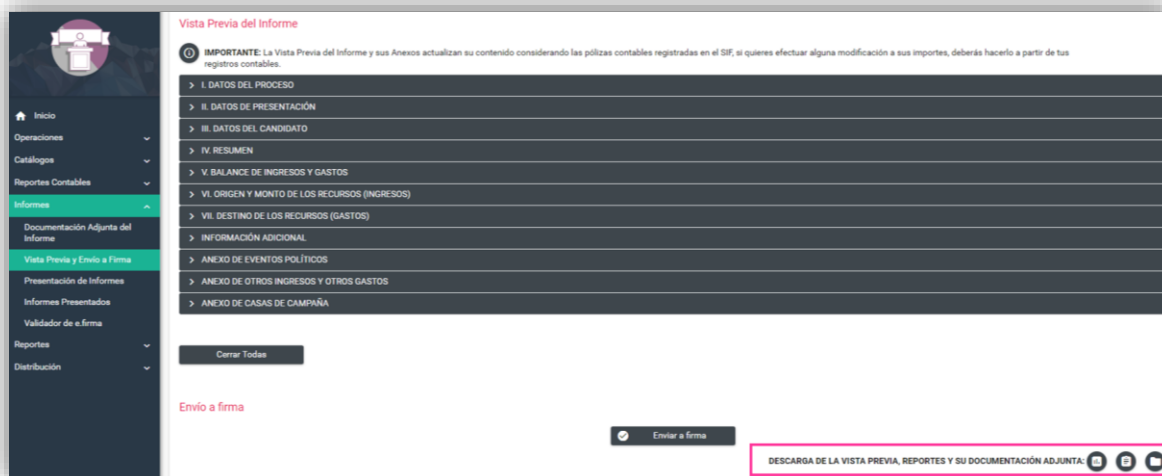 Inicio
Operaciones
Catálogos
Reportes Contables
Informes
Documentación Adjunta del
Informe
Vista Previa y Envío a Firma
Presentación de Informes
Informes Presentados
Validador de e.firma
Reportes
Distribución
Vista Previa del Informe
IMPORTANTE: La Vista Previa del Informe y sus Anexos actualizan su contenido considerando las pólizas contables registradas en el SIF, si quieres efectuar alguna modificación a sus importes, deberás hacerlo a partir de tus
registros contables.
> I. DATOS DEL PROCESO
> II. DATOS DE PRESENTACIÓN
> III. DATOS DEL CANDIDATO
> IV. RESUMEN
> V. BALANCE DE INGRESOS Y GASTOS
> VI. ORIGEN Y MONTO DE LOS RECURSOS (INGRESOS)
> VII. DESTINO DE LOS RECURSOS (GASTOS)
> INFORMACIÓN ADICIONAL
> ANEXO DE EVENTOS POLÍTICOS
> ANEXO DE OTROS INGRESOS Y OTROS GASTOS
> ANEXO DE CASAS DE CAMPAÑA
Cerrar Todas
Envío a firma
Enviar a firma
DESCARGA DE LA VISTA PREVIA, REPORTES Y SU DOCUMENTACIÓN ADJUNTA: